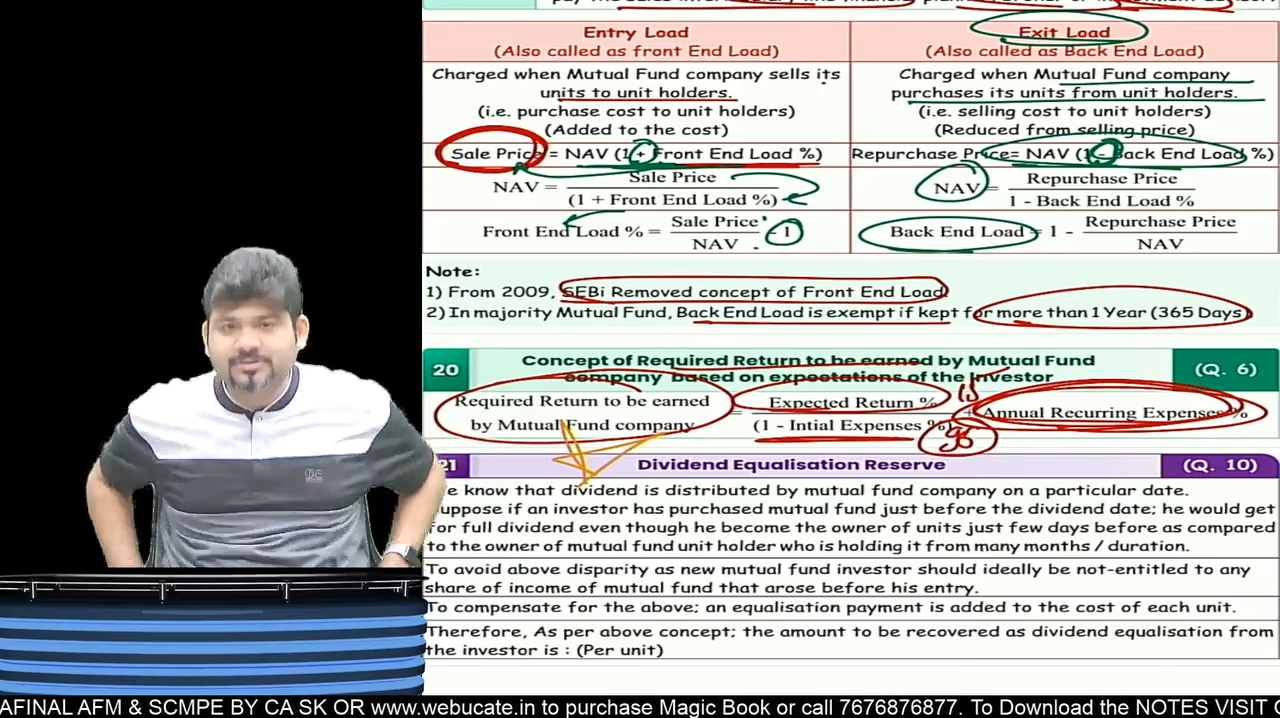 pay the sales intermediary like financial planner, broker or investment advisor.
Entry Load
(Also called as front End Load)
Exit Load
(Also called as Back End Load)
Charged when Mutual Fund company sells its
units to unit holders.
(i.e. purchase cost to unit holders)
(Added to the cost)
Charged when Mutual Fund company
purchases its units from unit holders.
(i.e. selling cost to unit holders)
(Reduced from selling price)
Sale Price = NAV (1 + Front End Load %)
Repurchase Price= NAV (1 - Back End Load %)
NAV = Sale Price
(1 + Front End Load %)
NAV = Repurchase Price
1 - Back End Load %
Front End Load % = Sale Price
NAV - 1
Back End Load = 1 - Repurchase Price
NAV
Note:
1) From 2009, SEBi Removed concept of Front End Load
2) In majority Mutual Fund, Back End Load is exempt if kept for more than 1 Year (365 Days)
20
Concept of Required Return to be earned by Mutual Fund
company based on expectations of the Investor
(Q. 6)
Required Return to be earned
by Mutual Fund company
= Expected Return %
(1 - Intial Expenses %)
+ Annual Recurring Expenses %
15
21
Dividend Equalisation Reserve
(Q. 10)
e know that dividend is distributed by mutual fund company on a particular date.
uppose if an investor has purchased mutual fund just before the dividend date; he would get
for full dividend even though he become the owner of units just few days before as compared
to the owner of mutual fund unit holder who is holding it from many months / duration.
To avoid above disparity as new mutual fund investor should ideally be not-entitled to any
share of income of mutual fund that arose before his entry.
To compensate for the above; an equalisation payment is added to the cost of each unit.
Therefore, As per above concept; the amount to be recovered as dividend equalisation from
the investor is : (Per unit)
AFINAL AFM & SCMPE BY CA SK OR www.webucate.in to purchase Magic Book or call 7676876877. To Download the NOTES VISIT